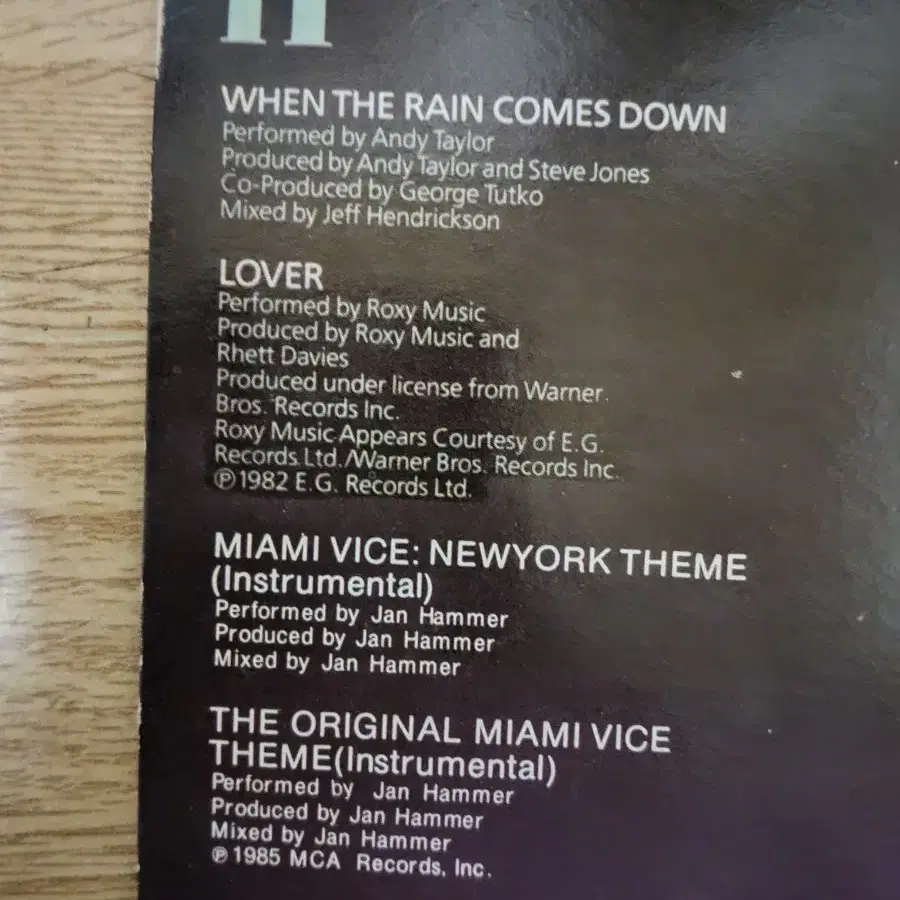 WHEN THE RAIN COMES DOWN
Performed by Andy Taylor
Produced by Andy Taylor and Steve Jones
Co-Produced by George Tutko
Mixed by Jeff Hendrickson
LOVER
Performed by Roxy Music
Produced by Roxy Music and
Rhett Davies
Produced under license from Warner
Bros. Records Inc.
Roxy Music Appears Courtesy of E.G.
Records Ltd./Warner Bros. Records Inc.
℗1982 E.G. Records Ltd.
MIAMI VICE: NEWYORK THEME
(Instrumental)
Performed by Jan Hammer
Produced by Jan Hammer
Mixed by Jan Hammer
THE ORIGINAL MIAMI VICE
THEME(Instrumental)
Performed by Jan Hammer
Produced by Jan Hammer
Mixed by Jan Hammer
℗1985 MCA Records, Inc.